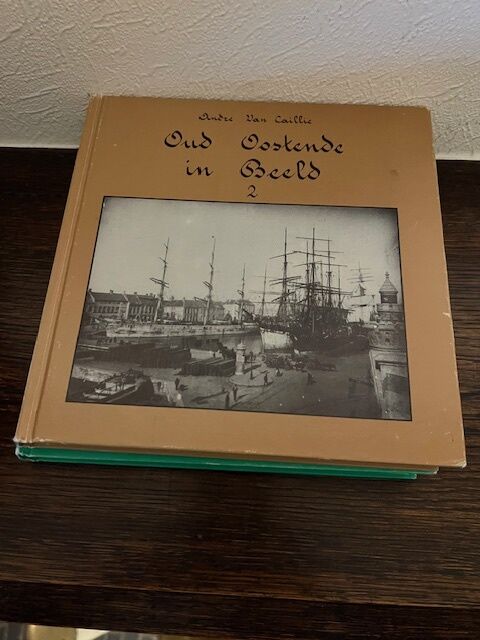 Andre Van Caillie
Oud Oostende
in Beeld
2